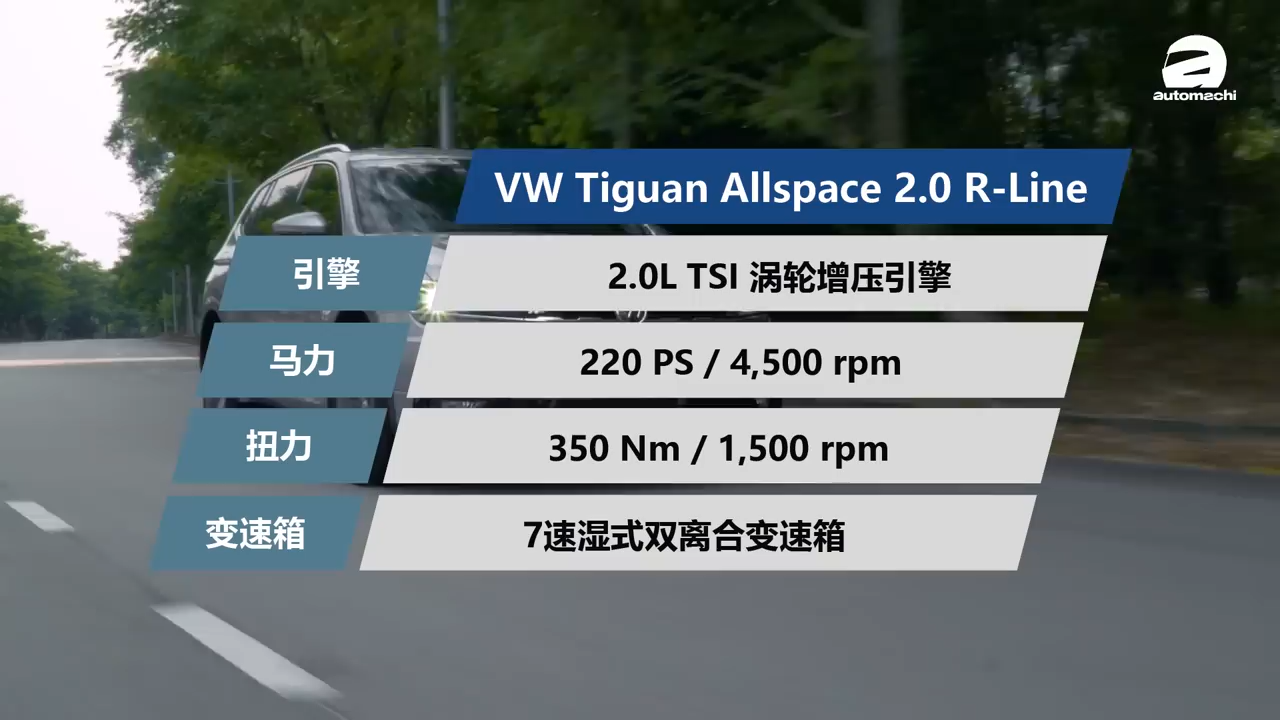 automachi
VW Tiguan Allspace 2.0 R-Line
引擎 2.0L TSI 涡轮增压引擎
马力 220 PS / 4,500 rpm
扭力 350 Nm / 1,500 rpm
变速箱 7速湿式双离合变速箱